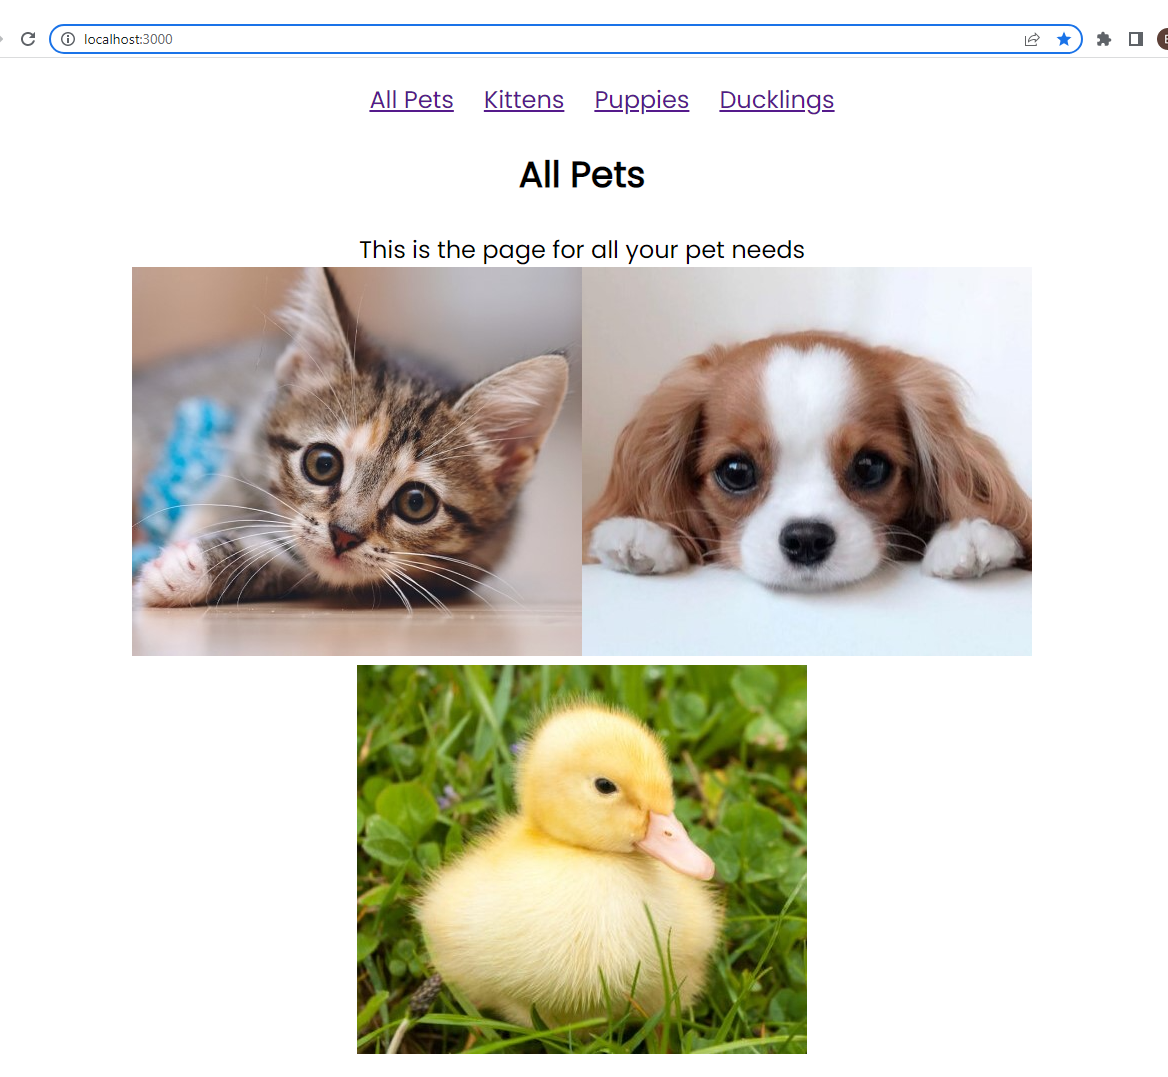 localhost:3000
All Pets Kittens Puppies Ducklings
All Pets
This is the page for all your pet needs